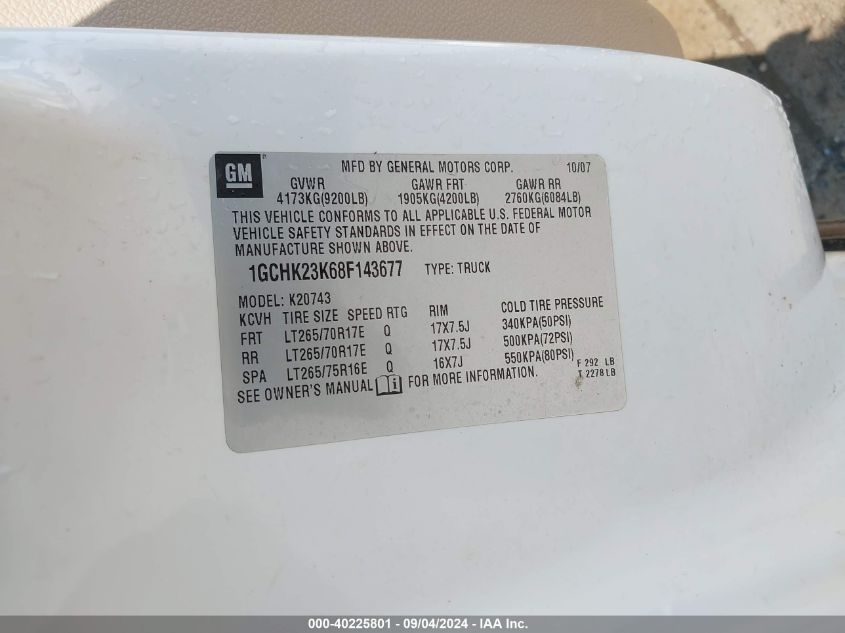 GM
MFD BY GENERAL MOTORS CORP. 10/07
GVWR GAWR FRT GAWR RR
4173KG(9200LB) 1905KG(4200LB) 2760KG(6084LB)
THIS VEHICLE CONFORMS TO ALL APPLICABLE U.S. FEDERAL MOTOR
VEHICLE SAFETY STANDARDS IN EFFECT ON THE DATE OF
MANUFACTURE SHOWN ABOVE.
1GCHK23K68F143677 TYPE: TRUCK
MODEL: K20743
KCVH TIRE SIZE SPEED RTG RIM COLD TIRE PRESSURE
FRT LT265/70R17E Q 17X7.5J 340KPA(50PSI)
RR LT265/70R17E Q 17X7.5J 500KPA(72PSI)
SPA LT265/75R16E Q 16X7J 550KPA(80PSI)
F 292 LB
T 2278 LB
SEE OWNER'S MANUAL i FOR MORE INFORMATION.
000-40225801 - 09/04/2024 - IAA Inc.